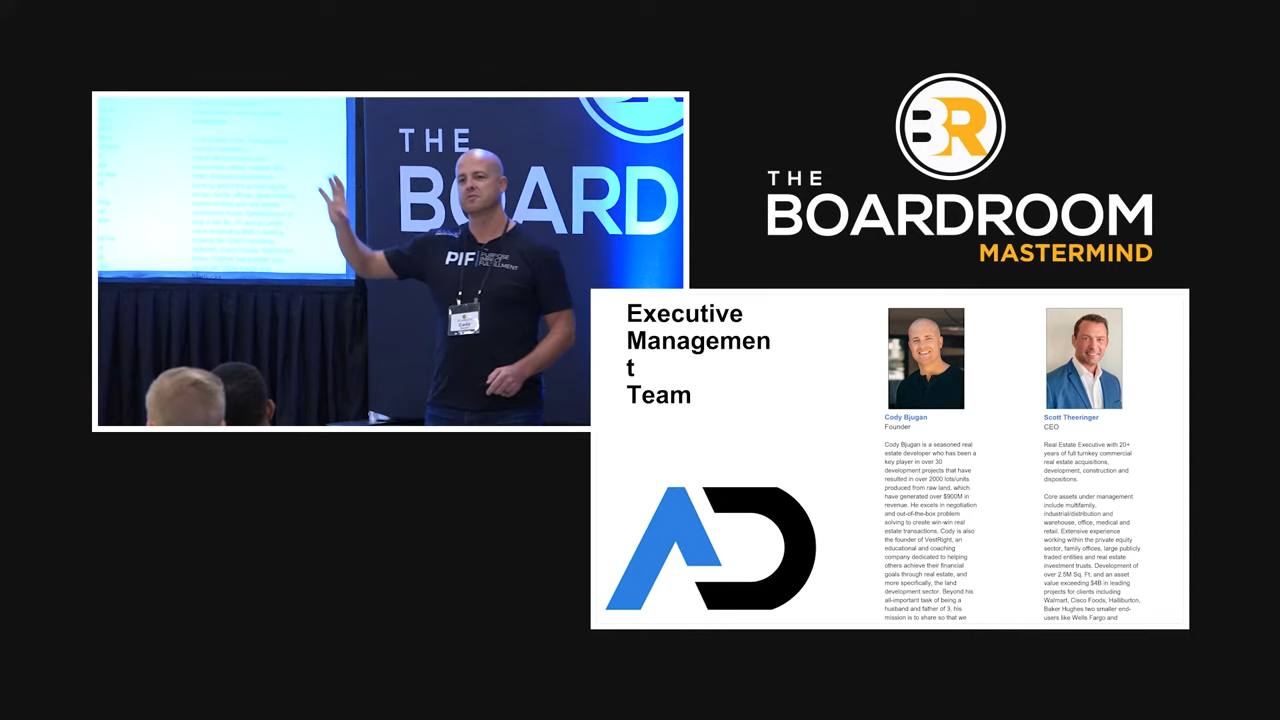 THE
BOARD
PIF
PURPOSE
IMPACT
FULFILLMENT
Cody
BR
THE
BOARDROOM
MASTERMIND
Executive
Managemen
t
Team
AD
Cody Bjugan
Founder
Cody Bjugan is a seasoned real
estate developer who has been a
key player in over 30
development projects that have
resulted in over 2000 lots/units
produced from raw land, which
have generated over $900M in
revenue. He excels in negotiation
and out-of-the-box problem
solving to create win-win real
estate transactions. Cody is also
the founder of VestRight, an
educational and coaching
company dedicated to helping
others achieve their financial
goals through real estate, and
more specifically, the land
development sector. Beyond his
all-important task of being a
husband and father of 3, his
mission is to share so that we
Scott Theeringer
CEO
Real Estate Executive with 20+
years of full turnkey commercial
real estate acquisitions,
development, construction and
dispositions.
Core assets under management
include multifamily,
industrial/distribution and
warehouse, office, medical and
retail. Extensive experience
working within the private equity
sector, family offices, large publicly
traded entities and real estate
investment trusts. Development of
over 2.5M Sq. Ft. and an asset
value exceeding $4B in leading
projects for clients including
Walmart, Cisco Foods, Halliburton,
Baker Hughes two smaller end-
users like Wells Fargo and